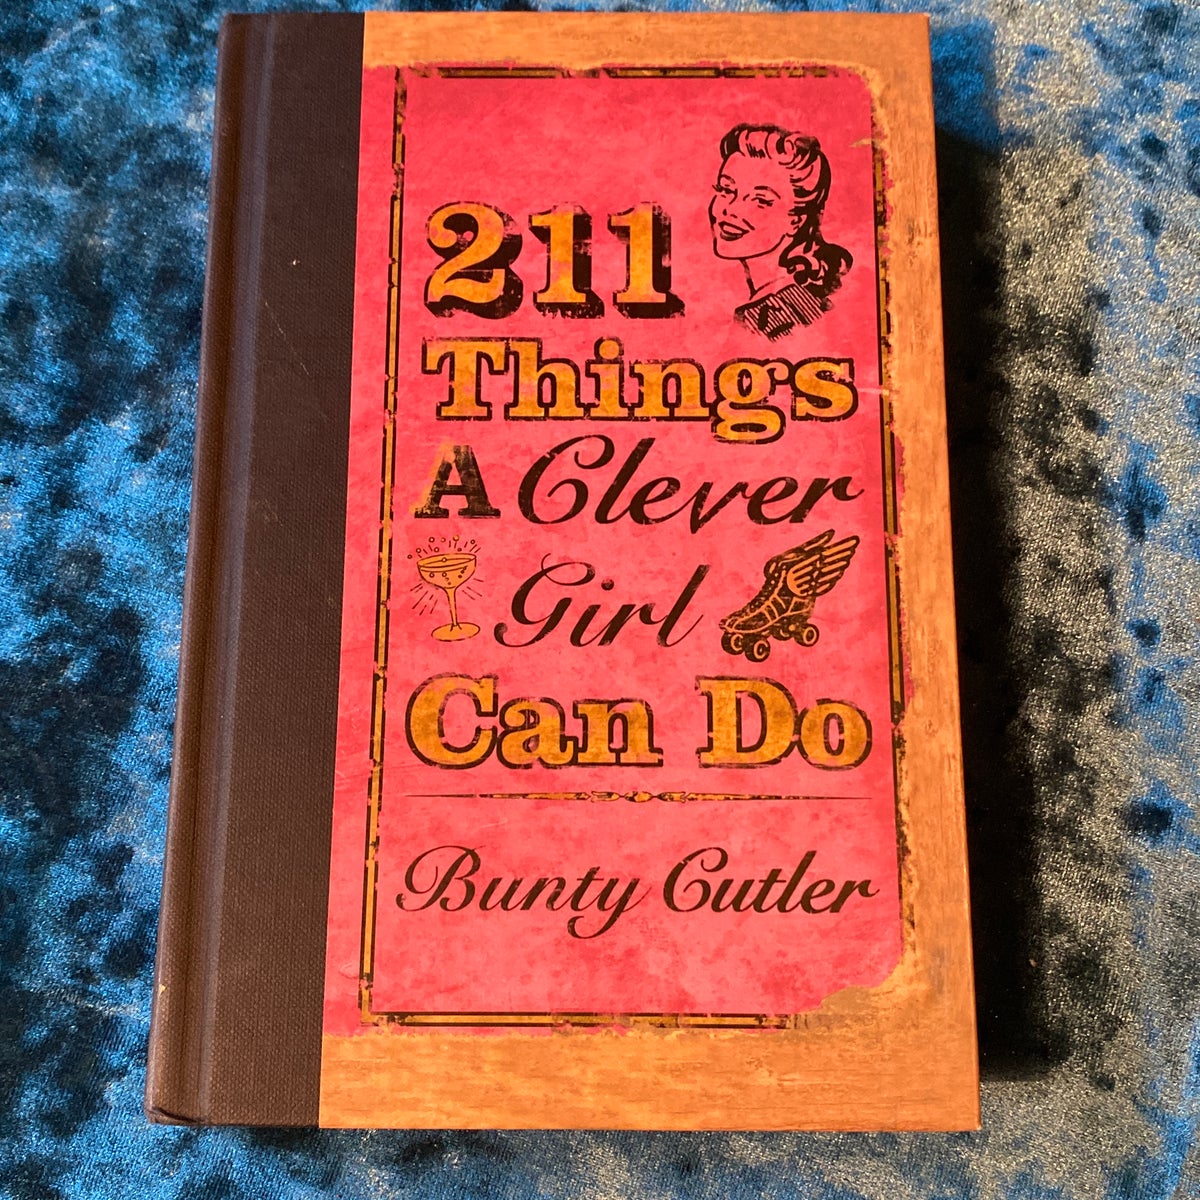 211
Things
A Clever
Girl
Can Do
Bunty Cutler